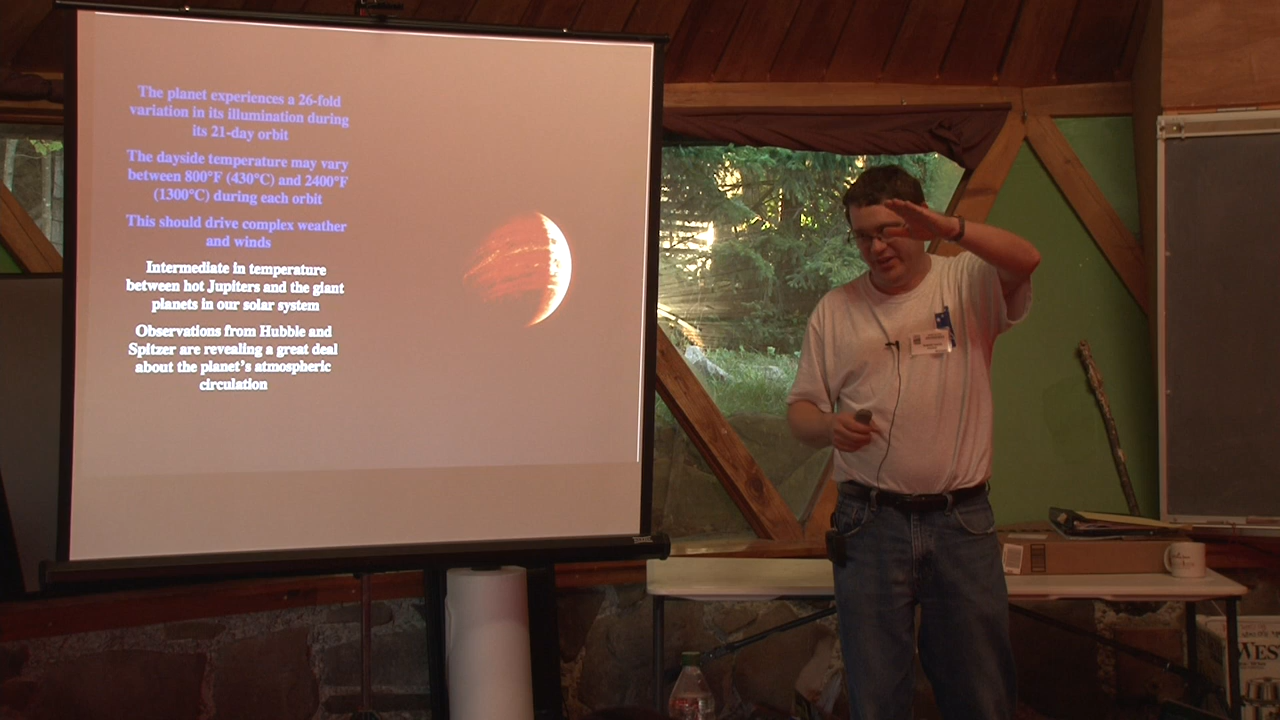 The planet experiences a 26-fold
variation in its illumination during
its 21-day orbit
The dayside temperature may vary
between 800°F (430°C) and 2400°F
(1300°C) during each orbit
This should drive complex weather
and winds
Intermediate in temperature
between hot Jupiters and the giant
planets in our solar system
Observations from Hubble and
Spitzer are revealing a great deal
about the planet's atmospheric
circulation
WES